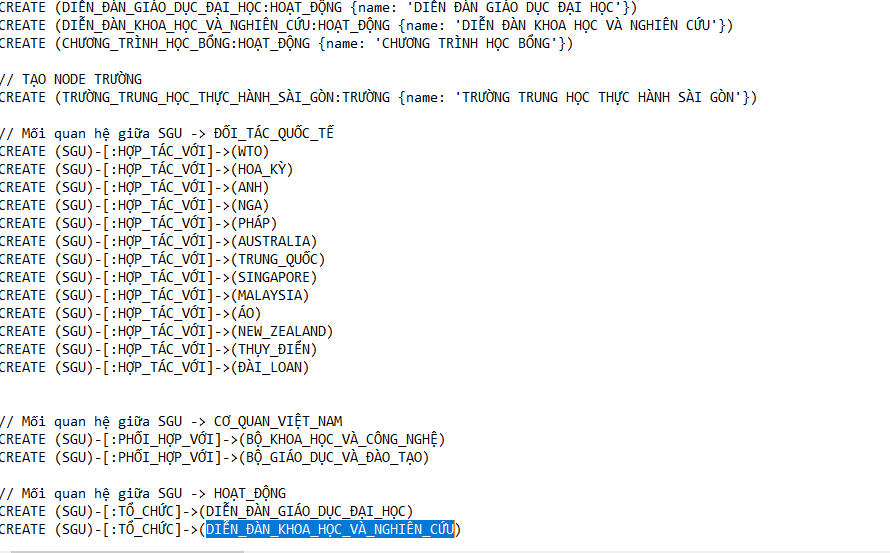 CREATE (DIỄN_ĐÀN_GIÁO_DỤC_ĐẠI_HỌC:HOẠT_ĐỘNG {name: 'DIỄN ĐÀN GIÁO DỤC ĐẠI HỌC'})
CREATE (DIỄN_ĐÀN_KHOA_HỌC_VÀ_NGHIÊN_CỨU:HOẠT_ĐỘNG {name: 'DIỄN ĐÀN KHOA HỌC VÀ NGHIÊN CỨU'})
CREATE (CHƯƠNG_TRÌNH_HỌC_BỔNG:HOẠT_ĐỘNG {name: 'CHƯƠNG TRÌNH HỌC BỔNG'})
// TẠO NODE TRƯỜNG
CREATE (TRƯỜNG_TRUNG_HỌC_THỰC_HÀNH_SÀI_GÒN:TRƯỜNG {name: 'TRƯỜNG TRUNG HỌC THỰC HÀNH SÀI GÒN'})
// Mối quan hệ giữa SGU -> ĐỐI_TÁC_QUỐC_TẾ
CREATE (SGU)-[:HỢP_TÁC_VỚI]->(WTO)
CREATE (SGU)-[:HỢP_TÁC_VỚI]->(HOA_KỲ)
CREATE (SGU)-[:HỢP_TÁC_VỚI]->(ANH)
CREATE (SGU)-[:HỢP_TÁC_VỚI]->(NGA)
CREATE (SGU)-[:HỢP_TÁC_VỚI]->(PHÁP)
CREATE (SGU)-[:HỢP_TÁC_VỚI]->(AUSTRALIA)
CREATE (SGU)-[:HỢP_TÁC_VỚI]->(TRUNG_QUỐC)
CREATE (SGU)-[:HỢP_TÁC_VỚI]->(SINGAPORE)
CREATE (SGU)-[:HỢP_TÁC_VỚI]->(MALAYSIA)
CREATE (SGU)-[:HỢP_TÁC_VỚI]->(ÁO)
CREATE (SGU)-[:HỢP_TÁC_VỚI]->(NEW_ZEALAND)
CREATE (SGU)-[:HỢP_TÁC_VỚI]->(THỤY_ĐIỂN)
CREATE (SGU)-[:HỢP_TÁC_VỚI]->(ĐÀI_LOAN)
// Mối quan hệ giữa SGU -> CƠ_QUAN_VIỆT_NAM
CREATE (SGU)-[:PHỐI_HỢP_VỚI]->(BỘ_KHOA_HỌC_VÀ_CÔNG_NGHỆ)
CREATE (SGU)-[:PHỐI_HỢP_VỚI]->(BỘ_GIÁO_DỤC_VÀ_ĐÀO_TẠO)
// Mối quan hệ giữa SGU -> HOẠT_ĐỘNG
CREATE (SGU)-[:TỔ_CHỨC]->(DIỄN_ĐÀN_GIÁO_DỤC_ĐẠI_HỌC)
CREATE (SGU)-[:TỔ_CHỨC]->(DIỄN_ĐÀN_KHOA_HỌC_VÀ_NGHIÊN_CỨU)